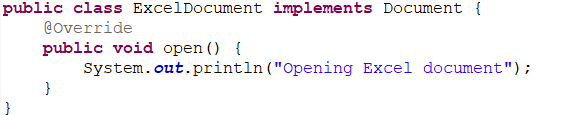 public class ExcelDocument implements Document {
    @Override
    public void open() {
        System.out.println("Opening Excel document");
    }
}